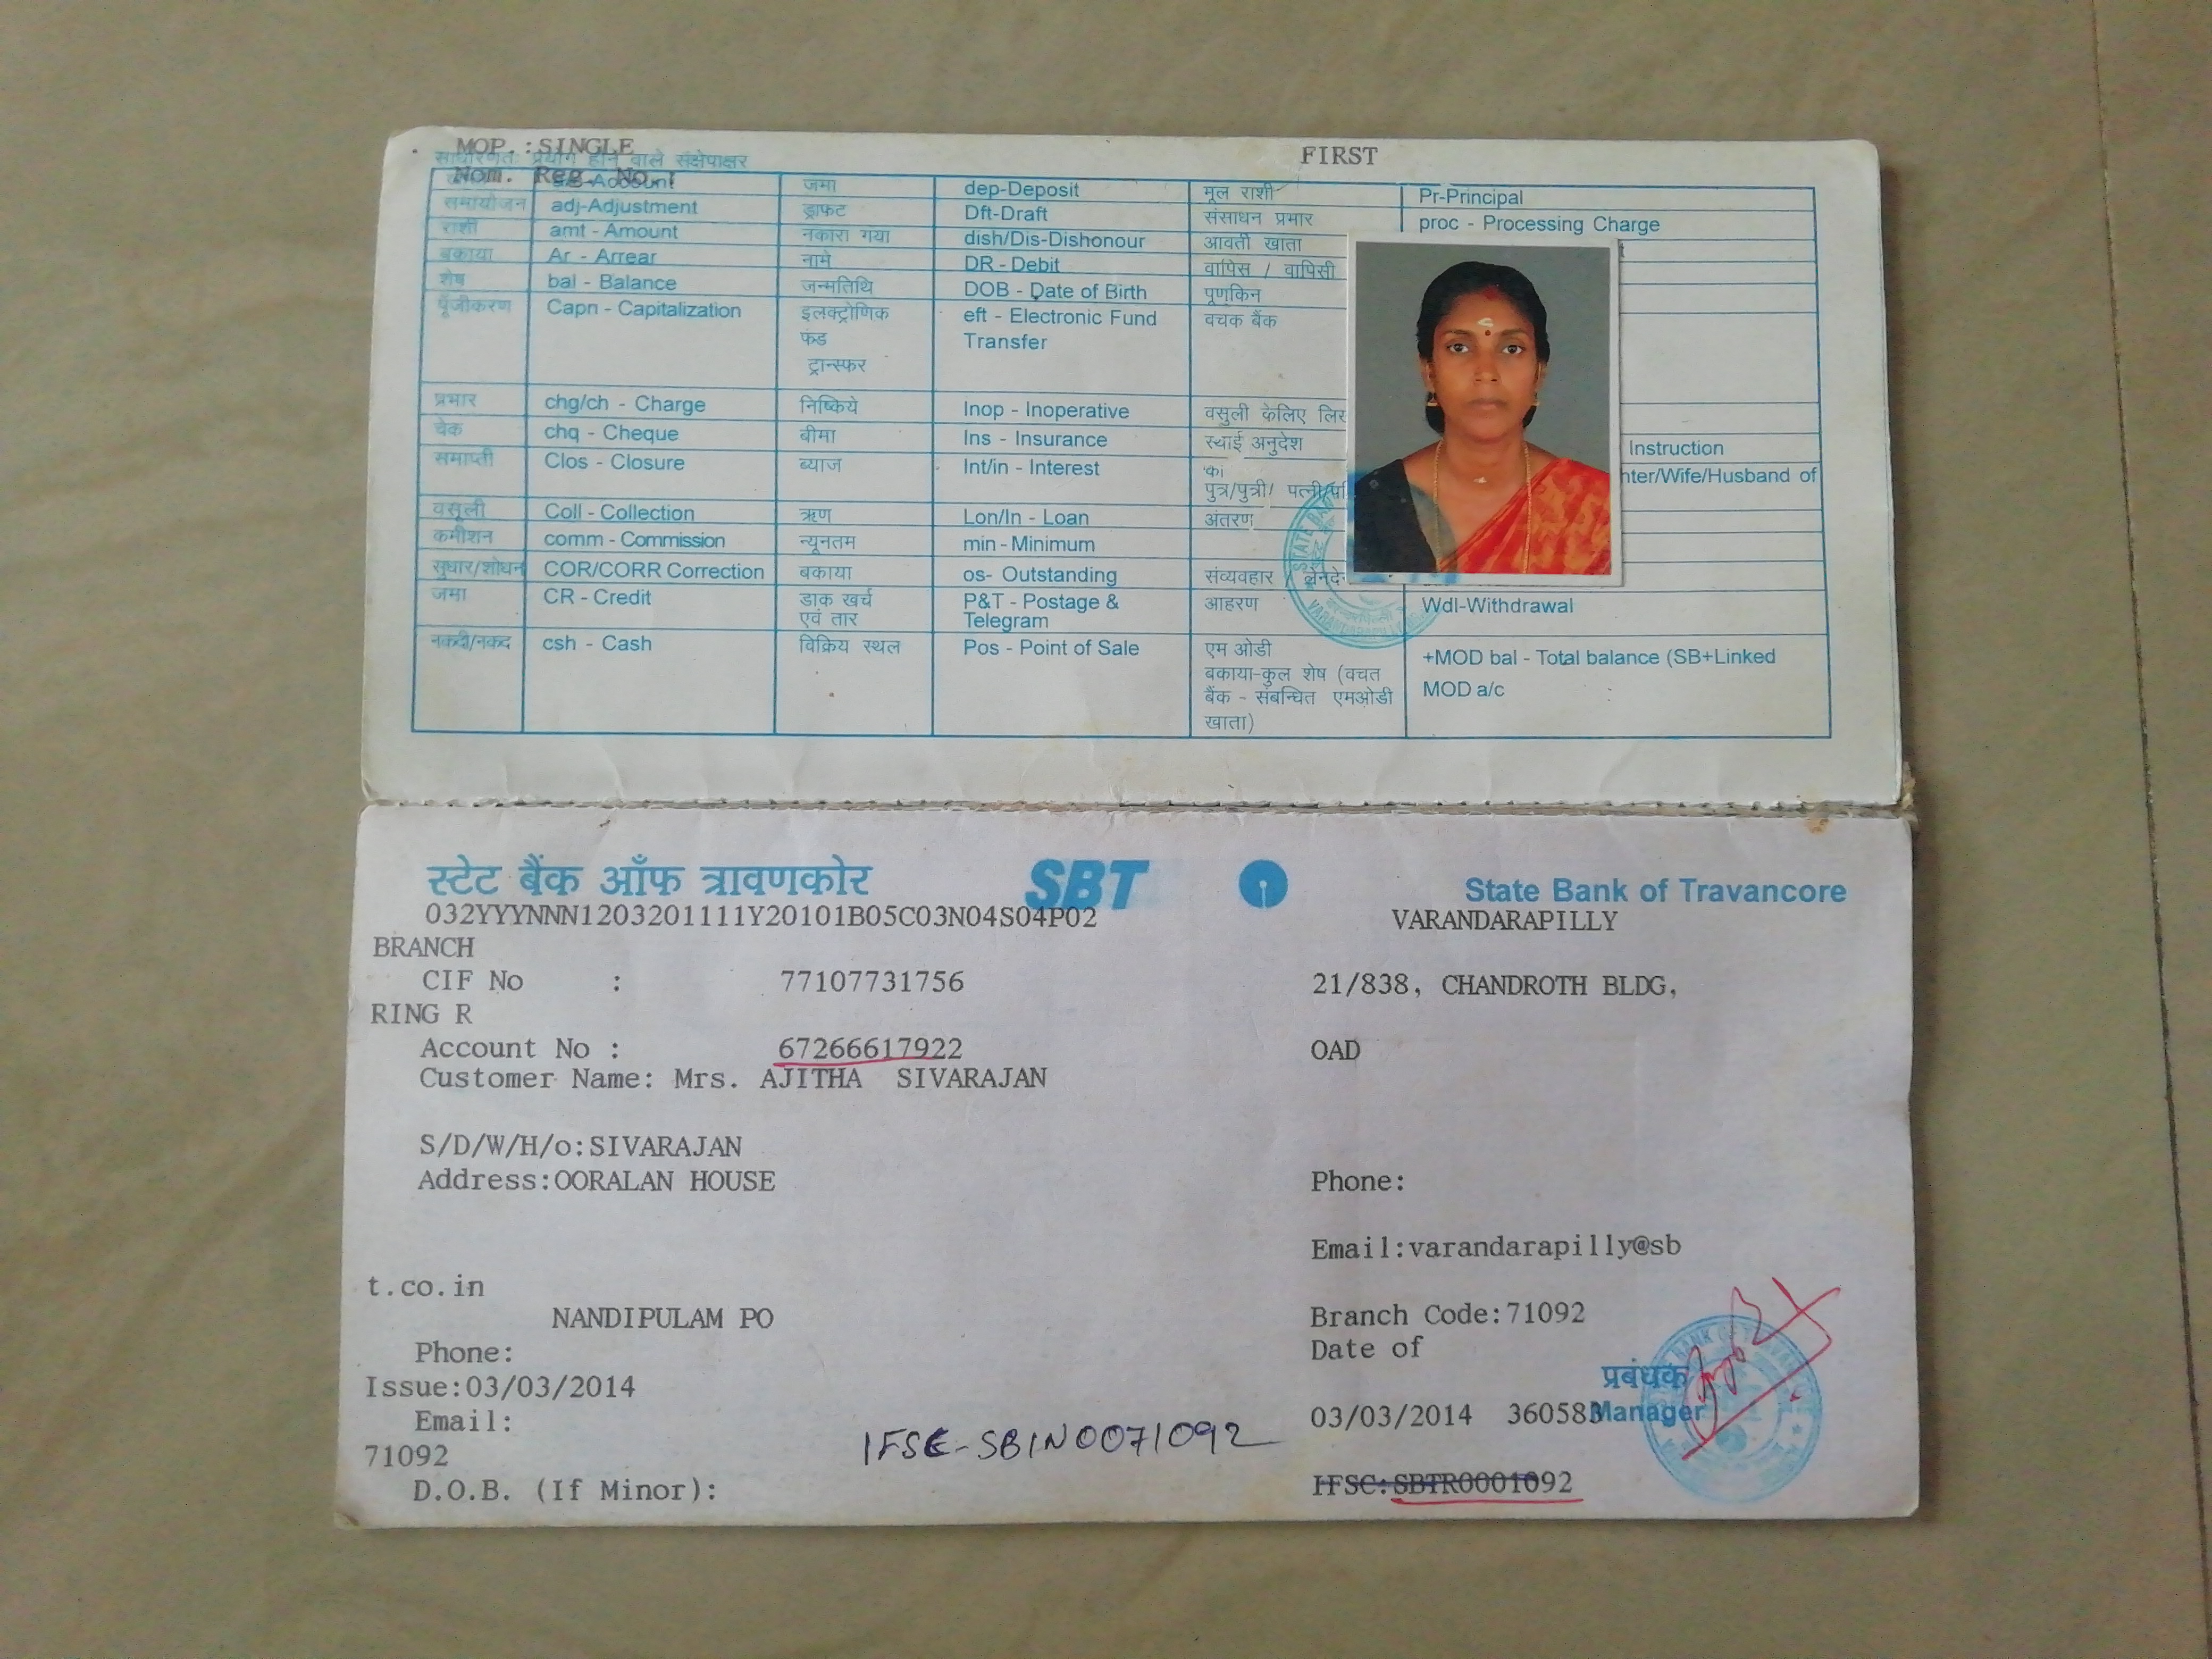 MOP.:SINGLE FIRST
साधारणतः प्रयोग होने वाले संक्षेपाक्षर
Nom. Reg. No.:
Account जमा dep-Deposit मूल राशी Pr-Principal
समायोजन adj-Adjustment ड्राफट Dft-Draft संसाधन प्रभार proc - Processing Charge
राशी amt - Amount नकारा गया dish/Dis-Dishonour आवती खाता
बकाया Ar - Arrear नामे DR - Debit वापिस / वापिसी
शेष bal - Balance जन्मतिथि DOB - Date of Birth पूर्णांकन
पूंजीकरण Capn - Capitalization इलक्ट्रोणिक eft - Electronic Fund वचक बैंक
फंड Transfer
ट्रान्स्फर
प्रभार chg/ch - Charge निष्क्रिये Inop - Inoperative वसुली केलिए
चेक chq - Cheque बीमा Ins - Insurance स्थाई अनुदेश Instruction
समाप्ती Clos - Closure ब्याज Int/in - Interest का
पुत्र/पुत्री/ पत्नी/ /Wife/Husband of
वसूली Coll - Collection ऋण Lon/In - Loan अंतरण
कमीशन comm - Commission न्यूनतम min - Minimum
सुधार/शोधन COR/CORR Correction बकाया os- Outstanding संव्यवहार /
जमा CR - Credit डाक खर्च P&T - Postage & आहरण Wdl-Withdrawal
एवं तार Telegram
नकदी/नकद csh - Cash विक्रिय स्थल Pos - Point of Sale एम ओडी +MOD bal - Total balance (SB+Linked
बकाया-कुल शेष (वचत MOD a/c
बैंक - संबन्धित एमओडी
खाता)
स्टेट बैंक ऑफ त्रावणकोर SBT State Bank of Travancore
032YYYNNN1203201111Y20101B05C03N04S04P02 VARANDARAPILLY
BRANCH
CIF No : 77107731756 21/838, CHANDROTH BLDG,
RING R
Account No : 67266617922 OAD
Customer Name: Mrs. AJITHA SIVARAJAN
S/D/W/H/o:SIVARAJAN
Address:OORALAN HOUSE Phone:
Email:varandarapilly@sb
t.co.in
NANDIPULAM PO Branch Code:71092
Phone: Date of
Issue:03/03/2014 प्रबंधक
Email: 03/03/2014 360583 Manager
71092 IFSC-SBIN0071092
D.O.B. (If Minor): IFSC:SBTR0001092